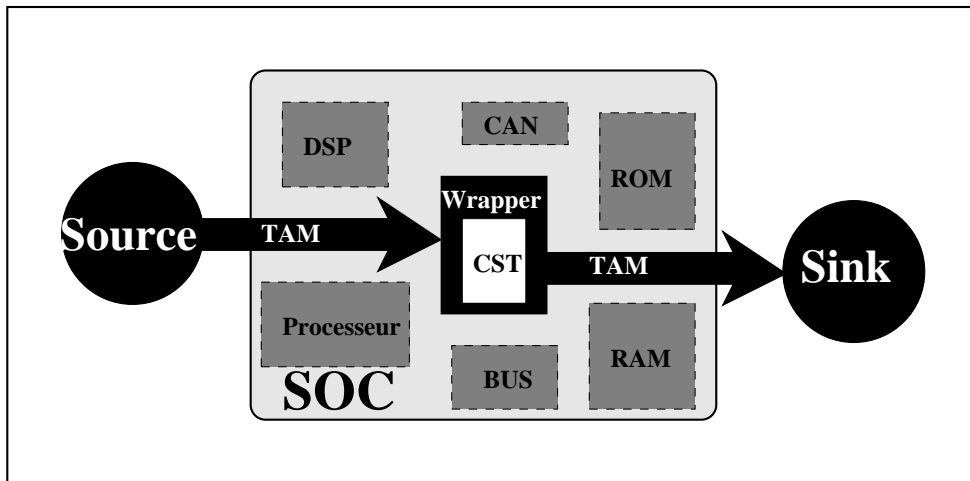 CAN
DSP
ROM
Wrapper
Source
TAM
CST
TAM
Sink
Processeur
RAM
BUS
SOC